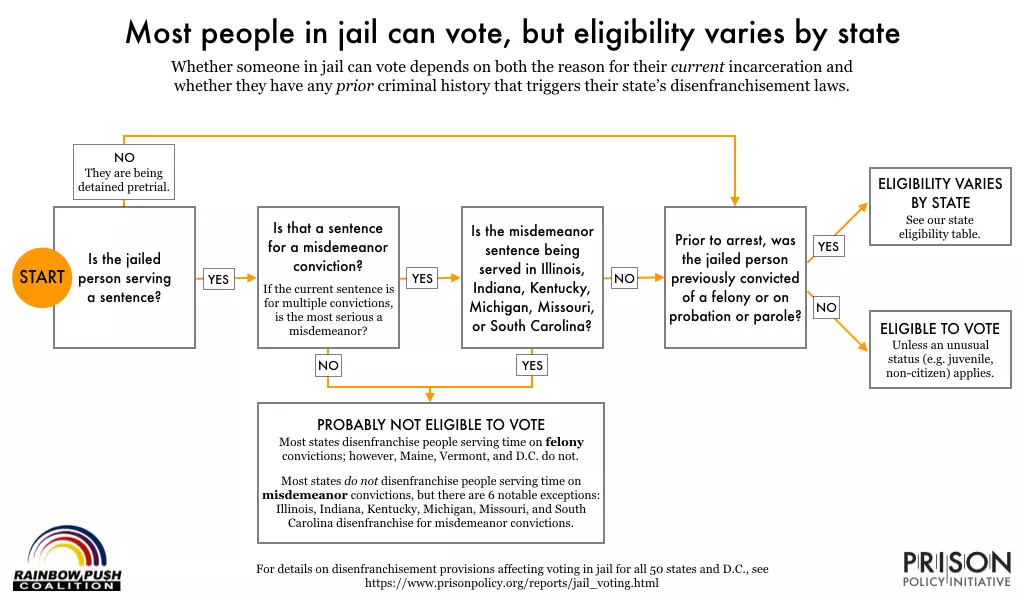 Most people in jail can vote, but eligibility varies by state
Whether someone in jail can vote depends on both the reason for their current incarceration and
whether they have any prior criminal history that triggers their state's disenfranchisement laws.
NO
They are being
detained pretrial.
START
Is the jailed
person serving
a sentence?
YES
Is that a sentence
for a misdemeanor
conviction?
If the current sentence is
for multiple convictions,
is the most serious a
misdemeanor?
YES
Is the misdemeanor
sentence being
served in Illinois,
Indiana, Kentucky,
Michigan, Missouri,
or South Carolina?
NO
Prior to arrest, was
the jailed person
previously convicted
of a felony or on
probation or parole?
YES
ELIGIBILITY VARIES
BY STATE
See our state
eligibility table.
NO
ELIGIBLE TO VOTE
Unless an unusual
status (e.g. juvenile,
non-citizen) applies.
NO
YES
PROBABLY NOT ELIGIBLE TO VOTE
Most states disenfranchise people serving time on felony
convictions; however, Maine, Vermont, and D.C. do not.
Most states do not disenfranchise people serving time on
misdemeanor convictions, but there are 6 notable exceptions:
Illinois, Indiana, Kentucky, Michigan, Missouri, and South
Carolina disenfranchise for misdemeanor convictions.
RAINBOW PUSH
COALITION
For details on disenfranchisement provisions affecting voting in jail for all 50 states and D.C., see
https://www.prisonpolicy.org/reports/jail_voting.html
PRISON
POLICY INITIATIVE